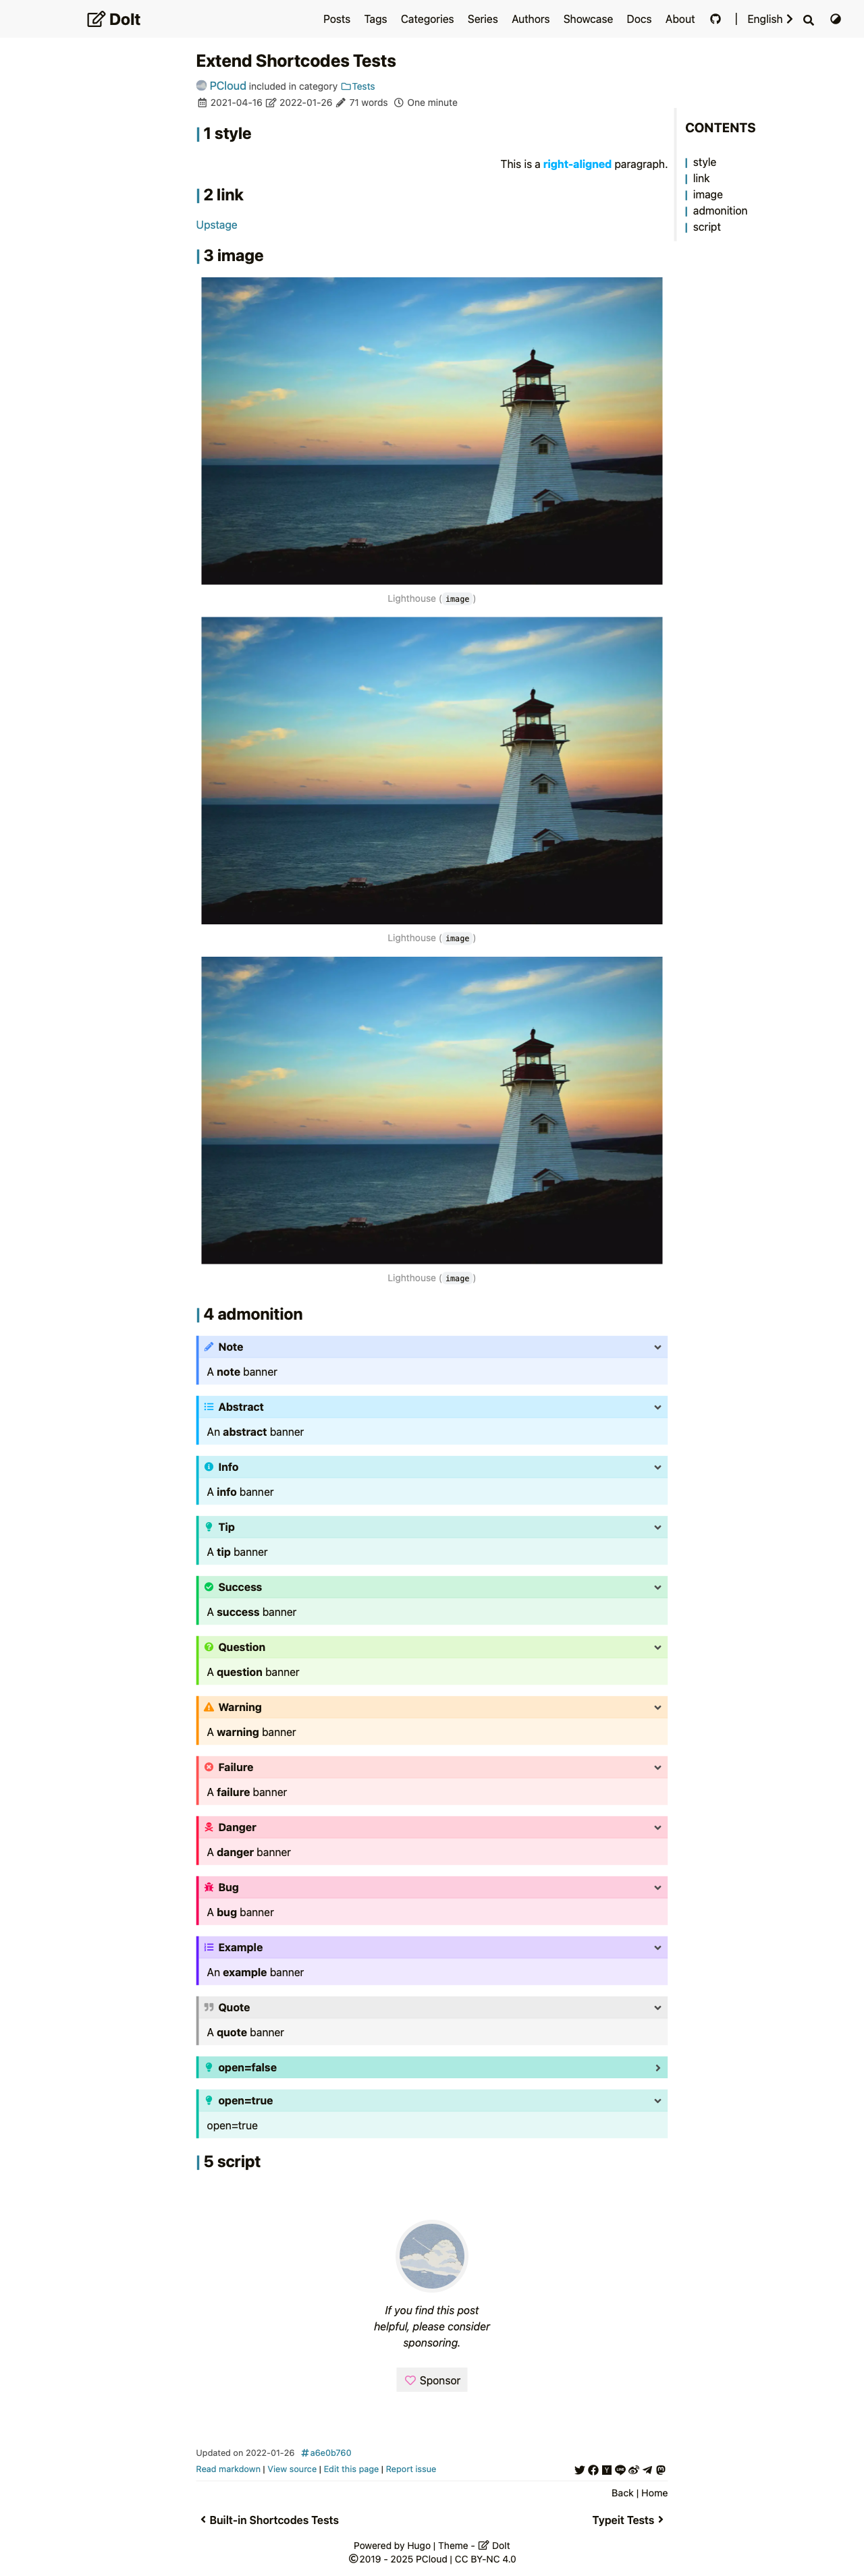 DoIt
Posts Tags Categories Series Authors Showcase Docs About | English
Extend Shortcodes Tests
PCloud included in category Tests
2021-04-16 2022-01-26 71 words One minute
CONTENTS
style
link
image
admonition
script
1 style
This is a right-aligned paragraph.
2 link
Upstage
3 image
Lighthouse (image)
Lighthouse (image)
Lighthouse (image)
4 admonition
Note
A note banner
Abstract
An abstract banner
Info
A info banner
Tip
A tip banner
Success
A success banner
Question
A question banner
Warning
A warning banner
Failure
A failure banner
Danger
A danger banner
Bug
A bug banner
Example
An example banner
Quote
A quote banner
open=false
open=true
open=true
5 script
If you find this post
helpful, please consider
sponsoring.
Sponsor
Updated on 2022-01-26 #a6e0b760
Read markdown | View source | Edit this page | Report issue
Back | Home
Built-in Shortcodes Tests
Typeit Tests
Powered by Hugo | Theme - DoIt
©2019 - 2025 PCloud | CC BY-NC 4.0